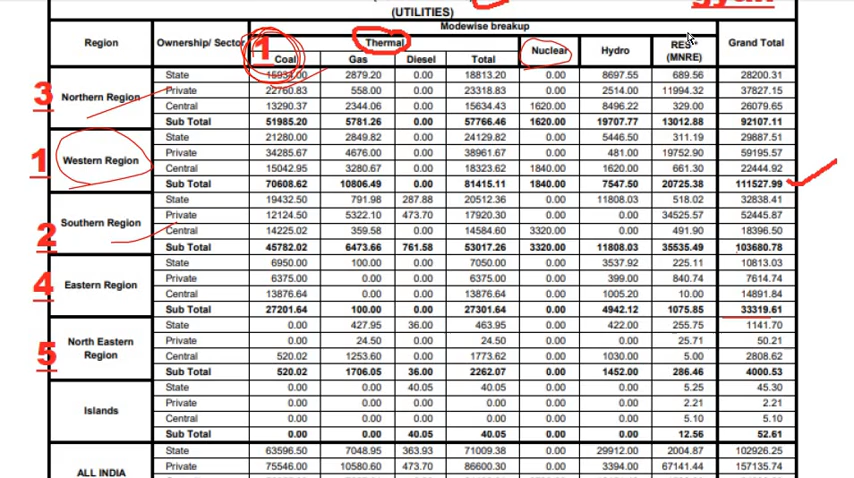 gyan
(UTILITIES)
Region Ownership/ Sector Modewise breakup Grand Total
Thermal Nuclear Hydro RES (MNRE)
1
Coal Gas Diesel Total
3 Northern Region
State 15934.00 2879.20 0.00 18813.20 0.00 8697.55 689.56 28200.31
Private 22760.83 558.00 0.00 23318.83 0.00 2514.00 11994.32 37827.15
Central 13290.37 2344.06 0.00 15634.43 1620.00 8496.22 329.00 26079.65
Sub Total 51985.20 5781.26 0.00 57766.46 1620.00 19707.77 13012.88 92107.11
1 Western Region
State 21280.00 2849.82 0.00 24129.82 0.00 5446.50 311.19 29887.51
Private 34285.67 4676.00 0.00 38961.67 0.00 481.00 19752.90 59195.57
Central 15042.95 3280.67 0.00 18323.62 1840.00 1620.00 661.30 22444.92
Sub Total 70608.62 10806.49 0.00 81415.11 1840.00 7547.50 20725.38 111527.99
2 Southern Region
State 19432.50 791.98 287.88 20512.36 0.00 11808.03 518.02 32838.41
Private 12124.50 5322.10 473.70 17920.30 0.00 0.00 34525.57 52445.87
Central 14225.02 359.58 0.00 14584.60 3320.00 0.00 491.90 18396.50
Sub Total 45782.02 6473.66 761.58 53017.26 3320.00 11808.03 35535.49 103680.78
4 Eastern Region
State 6950.00 100.00 0.00 7050.00 0.00 3537.92 225.11 10813.03
Private 6375.00 0.00 0.00 6375.00 0.00 399.00 840.74 7614.74
Central 13876.64 0.00 0.00 13876.64 0.00 1005.20 10.00 14891.84
Sub Total 27201.64 100.00 0.00 27301.64 0.00 4942.12 1075.85 33319.61
5 North Eastern Region
State 0.00 427.95 36.00 463.95 0.00 422.00 255.75 1141.70
Private 0.00 24.50 0.00 24.50 0.00 0.00 25.71 50.21
Central 520.02 1253.60 0.00 1773.62 0.00 1030.00 5.00 2808.62
Sub Total 520.02 1706.05 36.00 2262.07 0.00 1452.00 286.46 4000.53
Islands
State 0.00 0.00 40.05 40.05 0.00 0.00 5.25 45.30
Private 0.00 0.00 0.00 0.00 0.00 0.00 2.21 2.21
Central 0.00 0.00 0.00 0.00 0.00 0.00 5.10 5.10
Sub Total 0.00 0.00 40.05 40.05 0.00 0.00 12.56 52.61
ALL INDIA
State 63596.50 7048.95 363.93 71009.38 0.00 29912.00 2004.87 102926.25
Private 75546.00 10580.60 473.70 86600.30 0.00 3394.00 67141.44 157135.74